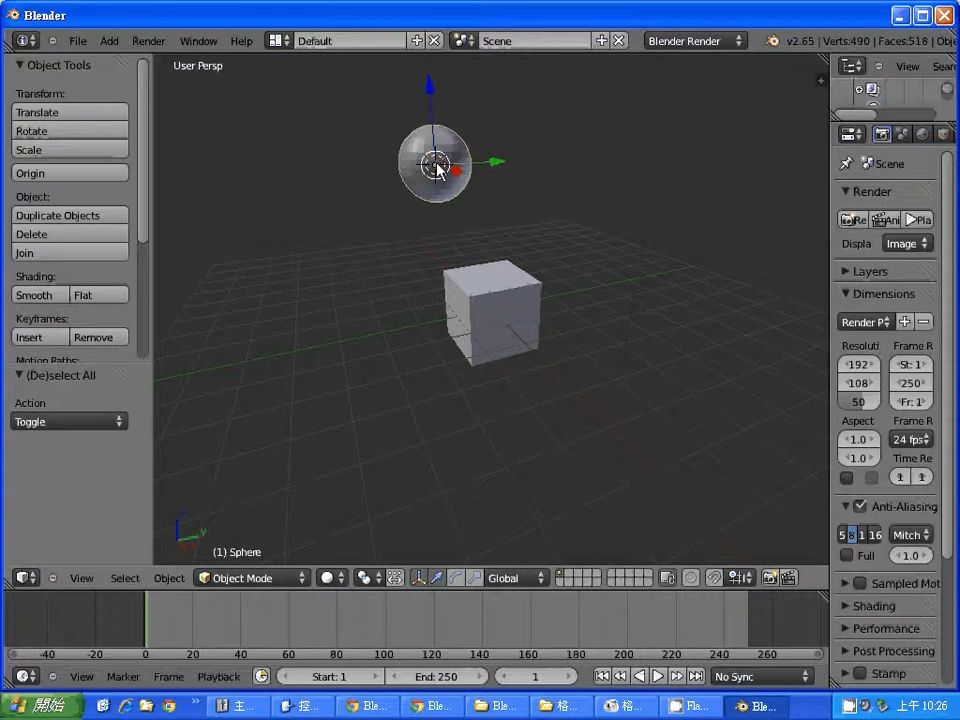 Blender
File Add Render Window Help Default Scene Blender Render v2.65 | Verts:490 | Faces:518 | Obje
Object Tools
Transform:
Translate
Rotate
Scale
Origin
Object:
Duplicate Objects
Delete
Join
Shading:
Smooth Flat
Keyframes:
Insert Remove
Motion Paths:
(De)select All
Action
Toggle
User Persp
(1) Sphere
View Select Object Object Mode Global
-40 -20 0 20 40 60 80 100 120 140 160 180 200 220 240 260
View Marker Frame Playback Start: 1 End: 250 1 No Sync
View Sear
Scene
Render
Re Ani Pla
Displa Image
Layers
Dimensions
Render P
Resoluti Frame R
192 St: 1
108 250
50 Fr: 1
Aspect Frame R
1.0 24 fps
1.0 Time Re
1 1
Anti-Aliasing
5 8 1 16 Mitch
Full 1.0
Sampled Mot
Shading
Performance
Post Processing
Stamp
開始 主... 控... Ble... Ble... Ble... 格... 格... Fla... Ble... 上午 10:26